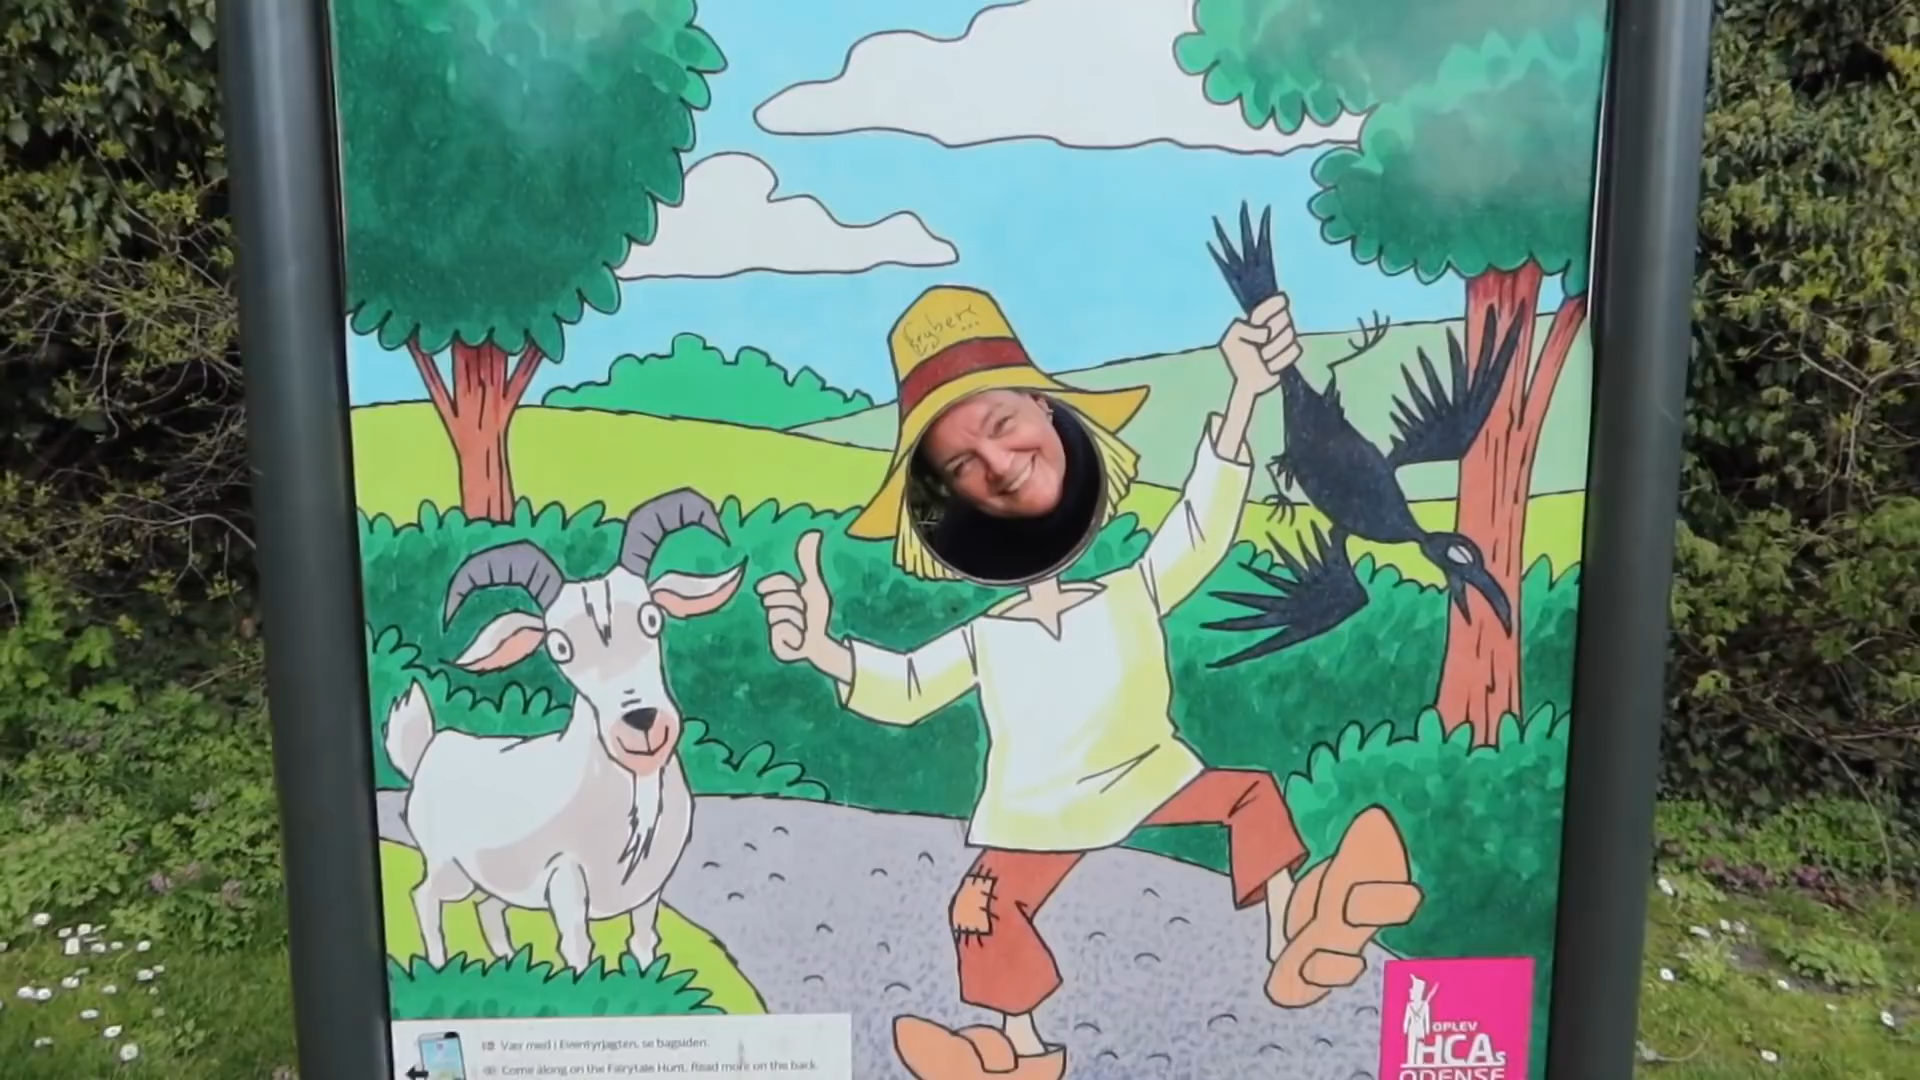 Vær med i Eventyrjagten, se bagsiden.
Come along on the Fairytale Hunt. Read more on the back.
OPLEV
HCAs
ODENSE